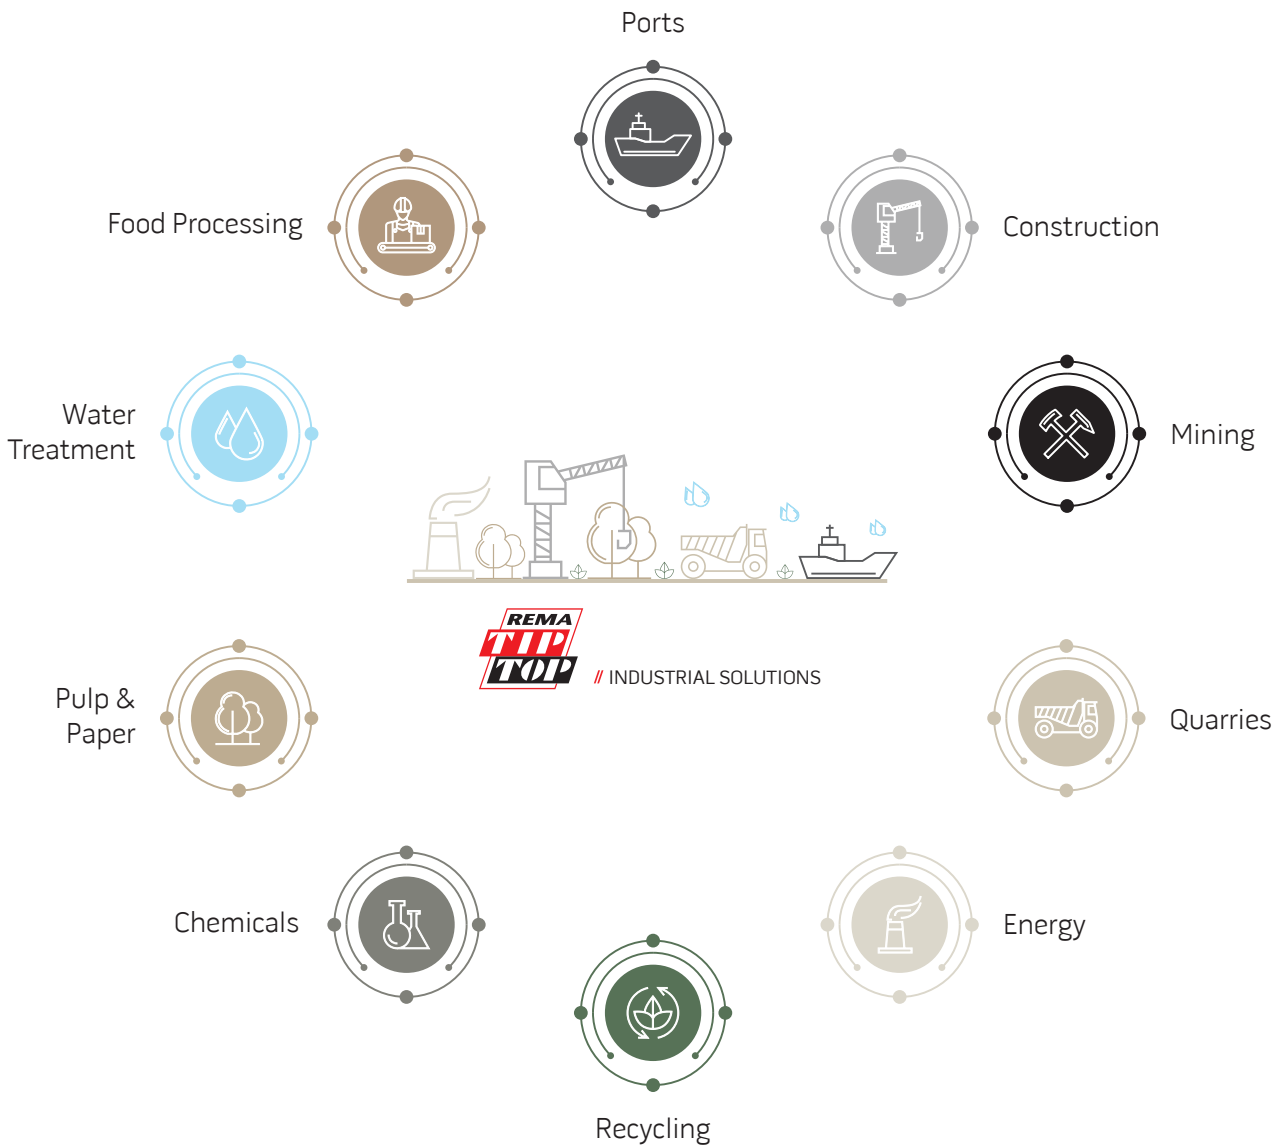 Ports
Food Processing
Construction
Water
Treatment
Mining
REMA
TIP
TOP
// INDUSTRIAL SOLUTIONS
Pulp &
Paper
Quarries
Chemicals
Energy
Recycling